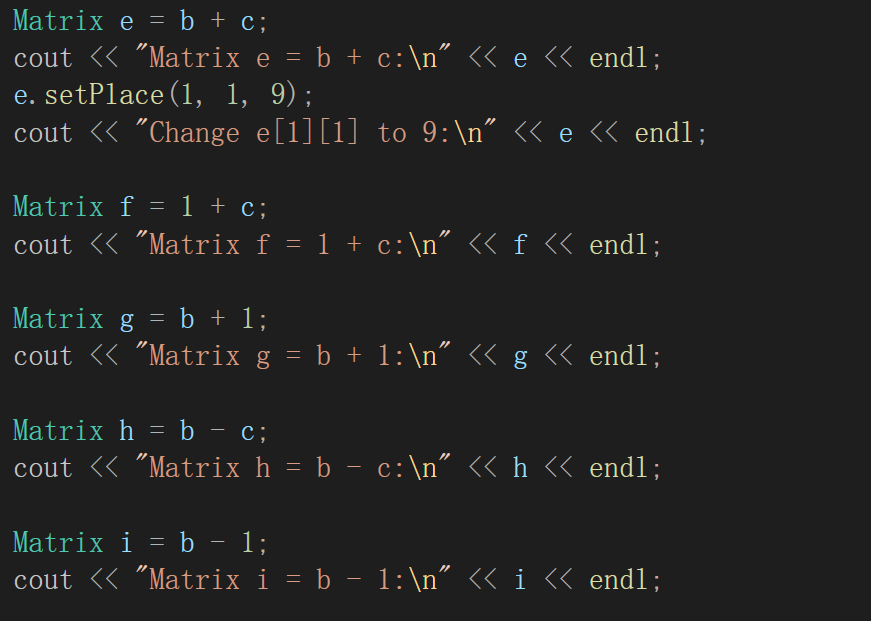 Matrix e = b + c;
cout << "Matrix e = b + c:\n" << e << endl;
e.setPlace(1, 1, 9);
cout << "Change e[1][1] to 9:\n" << e << endl;
Matrix f = 1 + c;
cout << "Matrix f = 1 + c:\n" << f << endl;
Matrix g = b + 1;
cout << "Matrix g = b + 1:\n" << g << endl;
Matrix h = b - c;
cout << "Matrix h = b - c:\n" << h << endl;
Matrix i = b - 1;
cout << "Matrix i = b - 1:\n" << i << endl;